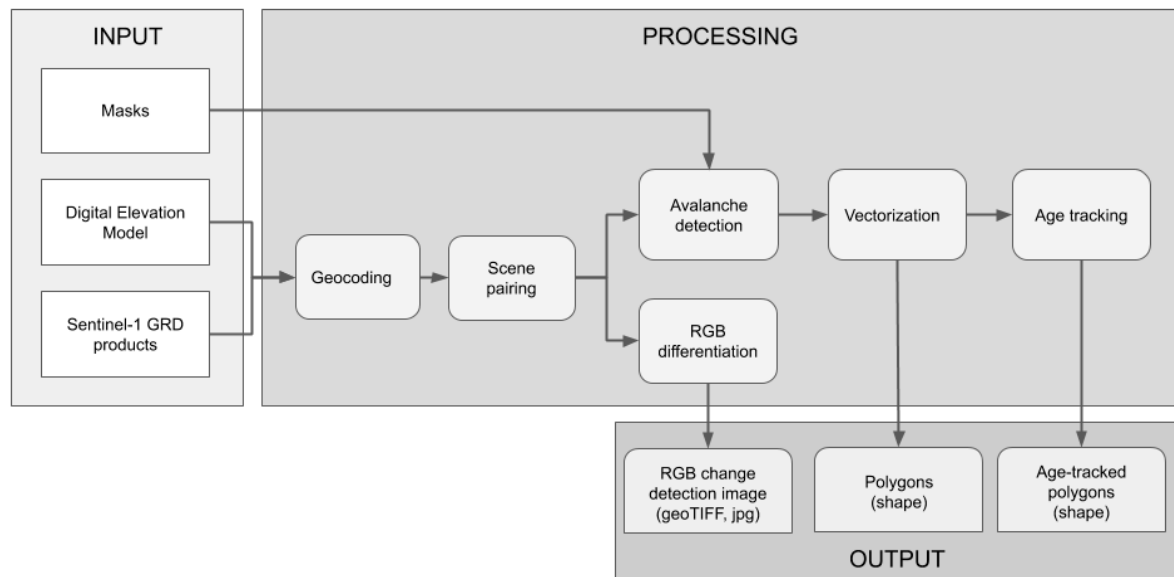 INPUT
PROCESSING
Masks
Digital Elevation
Model
Sentinel-1 GRD
products
Geocoding
Scene
pairing
Avalanche
detection
RGB
differentiation
Vectorization
Age tracking
RGB change
detection image
(geoTIFF, jpg)
Polygons
(shape)
Age-tracked
polygons
(shape)
OUTPUT